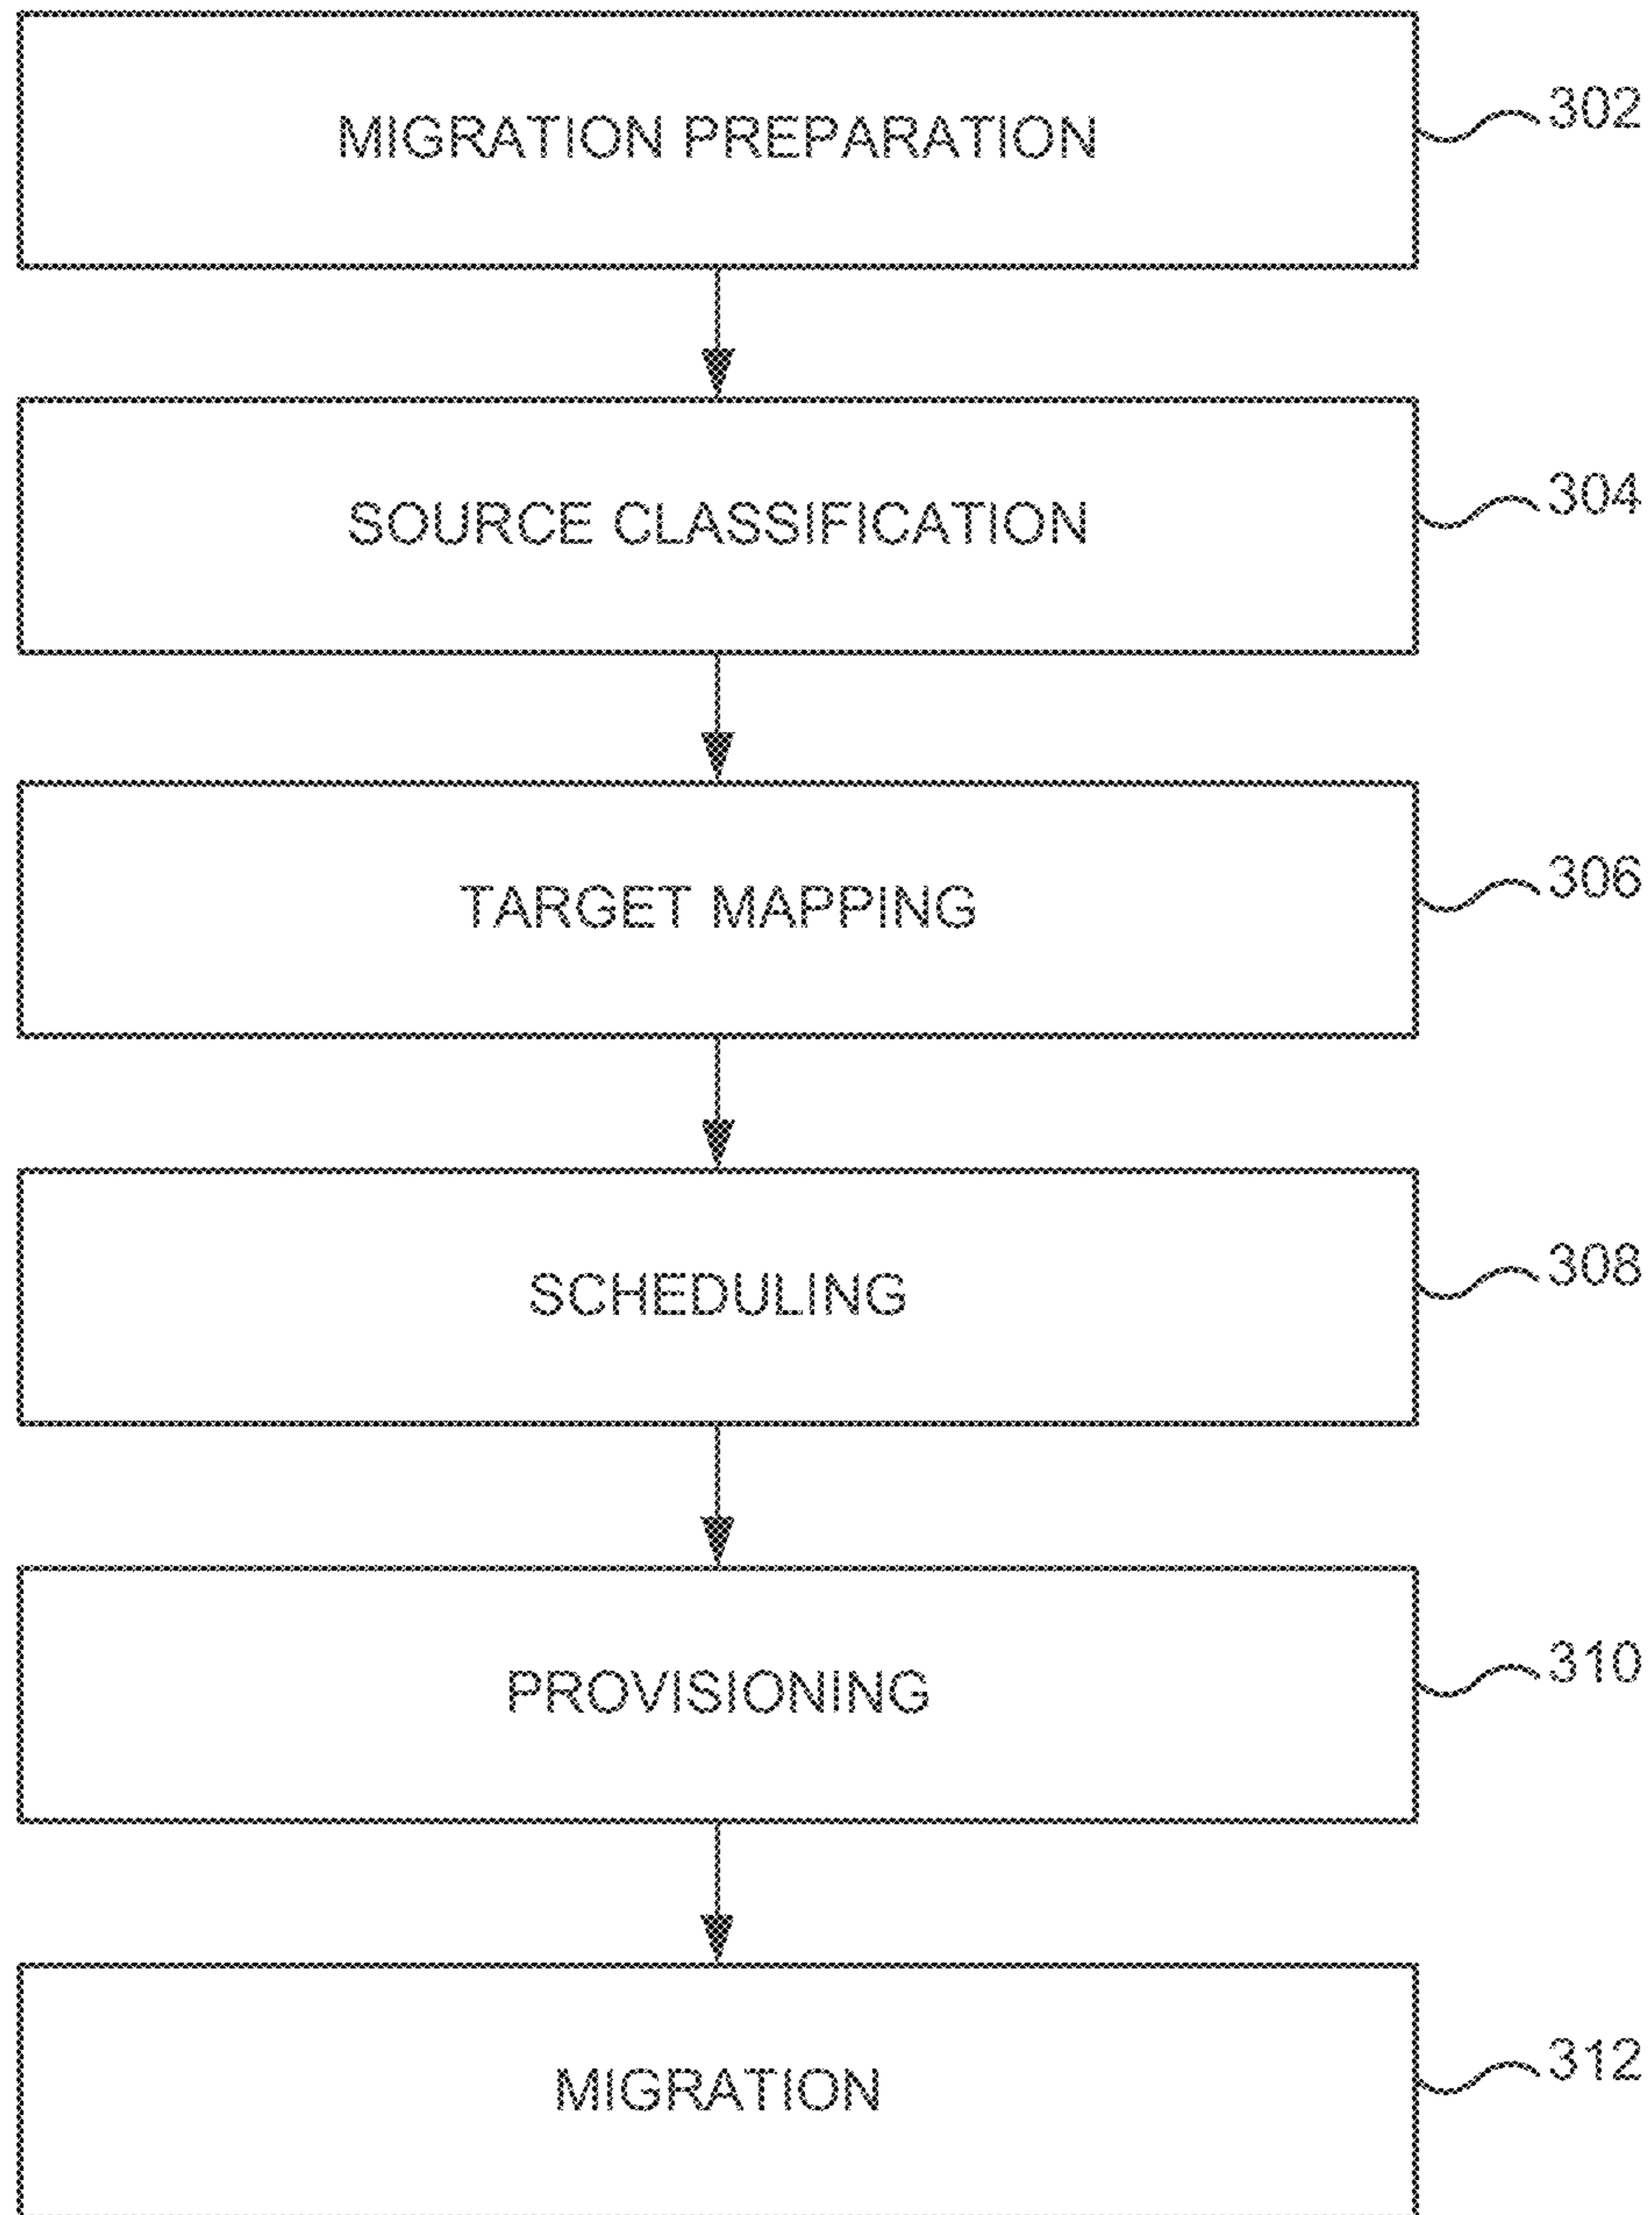 MIGRATION PREPARATION
302
SOURCE CLASSIFICATION
304
TARGET MAPPING
306
SCHEDULING
308
PROVISIONING
310
MIGRATION
312